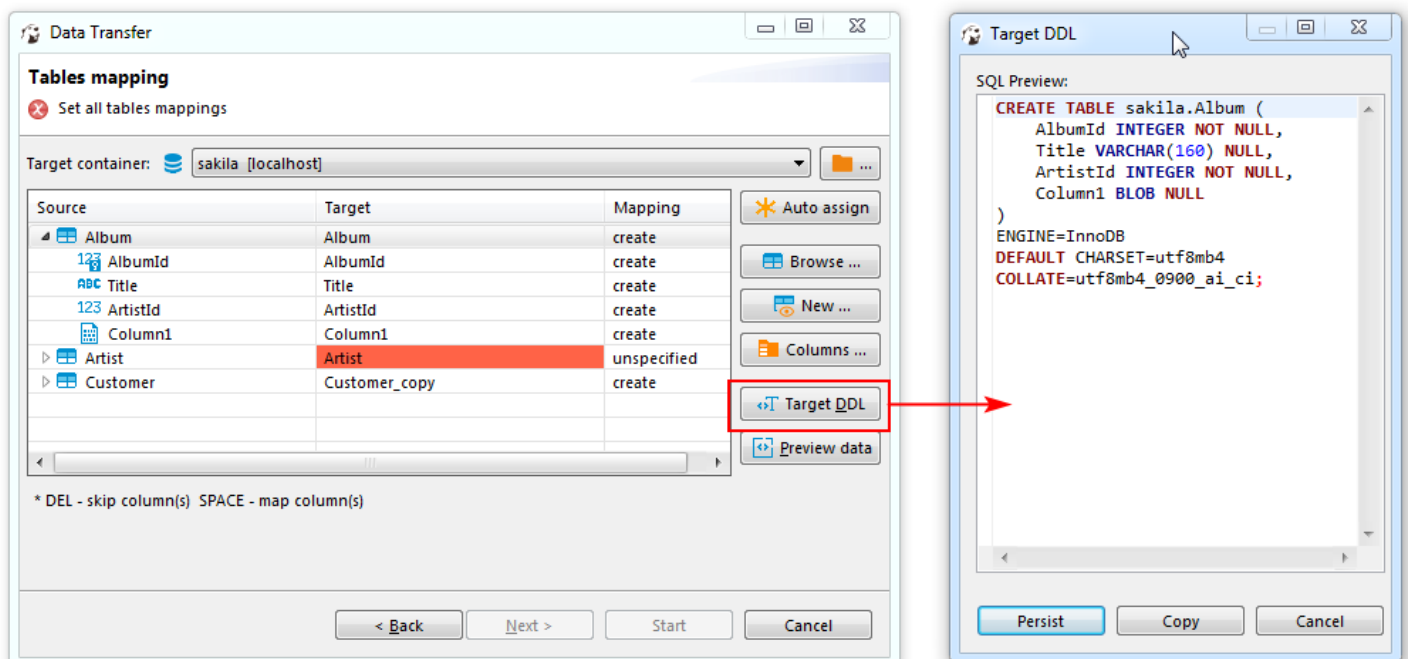 Data Transfer
Tables mapping
Set all tables mappings
Target container: sakila [localhost] ...
Source Target Mapping
Album Album create
123 AlbumId AlbumId create
ABC Title Title create
123 ArtistId ArtistId create
Column1 Column1 create
Artist Artist unspecified
Customer Customer_copy create
* DEL - skip column(s) SPACE - map column(s)
Auto assign
Browse ...
New ...
Columns ...
Target DDL
Preview data
< Back Next > Start Cancel
Target DDL
SQL Preview:
CREATE TABLE sakila.Album (
AlbumId INTEGER NOT NULL,
Title VARCHAR(160) NULL,
ArtistId INTEGER NOT NULL,
Column1 BLOB NULL
)
ENGINE=InnoDB
DEFAULT CHARSET=utf8mb4
COLLATE=utf8mb4_0900_ai_ci;
Persist Copy Cancel